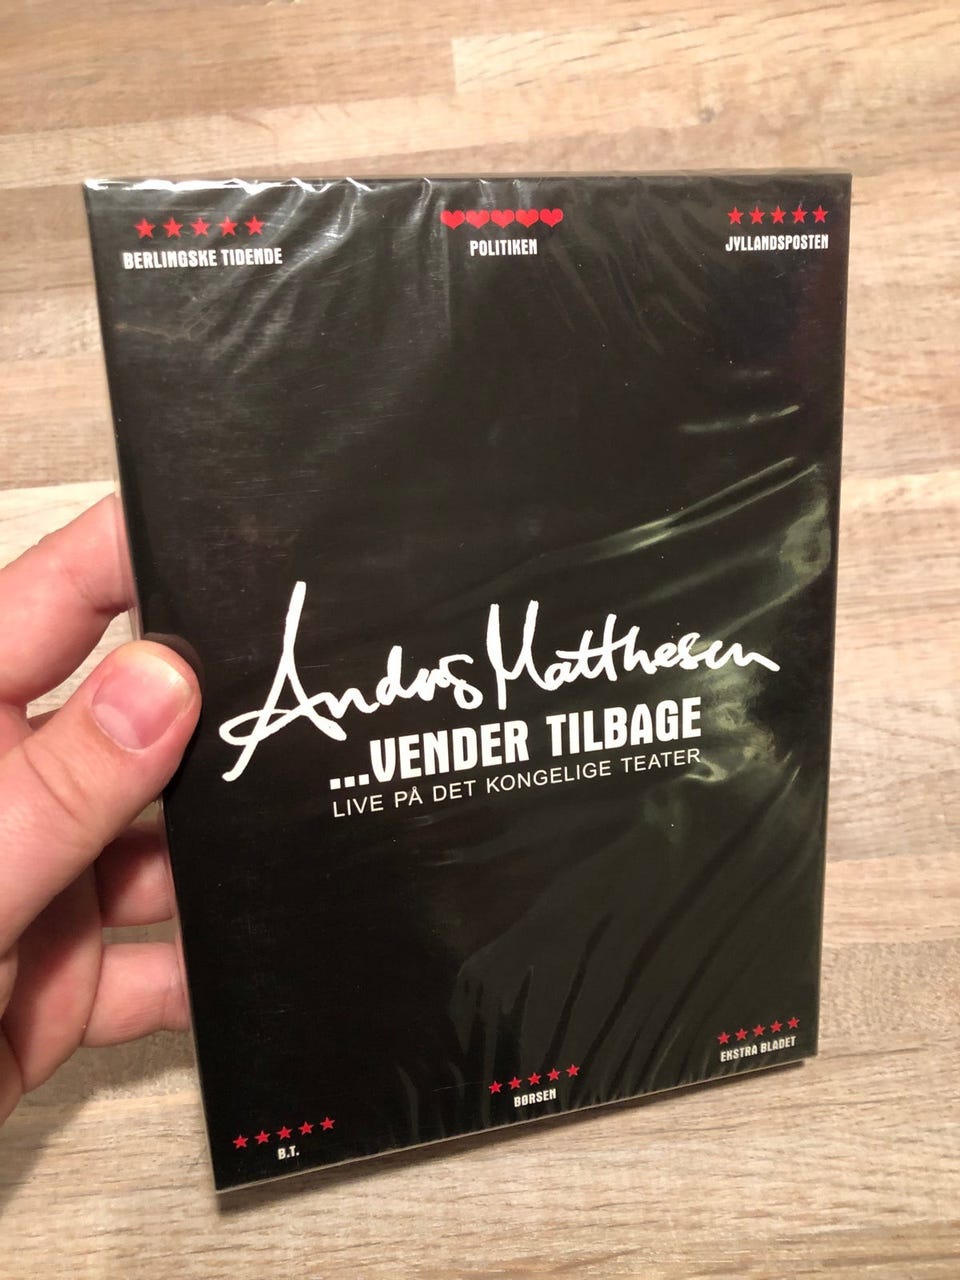 ★★★★★
BERLINGSKE TIDENDE
♥♥♥♥♥
POLITIKEN
★★★★★
JYLLANDSPOSTEN
Anders Matthesen
...VENDER TILBAGE
LIVE PÅ DET KONGELIGE TEATER
★★★★★
B.T.
★★★★★
BØRSEN
★★★★★
EKSTRA BLADET